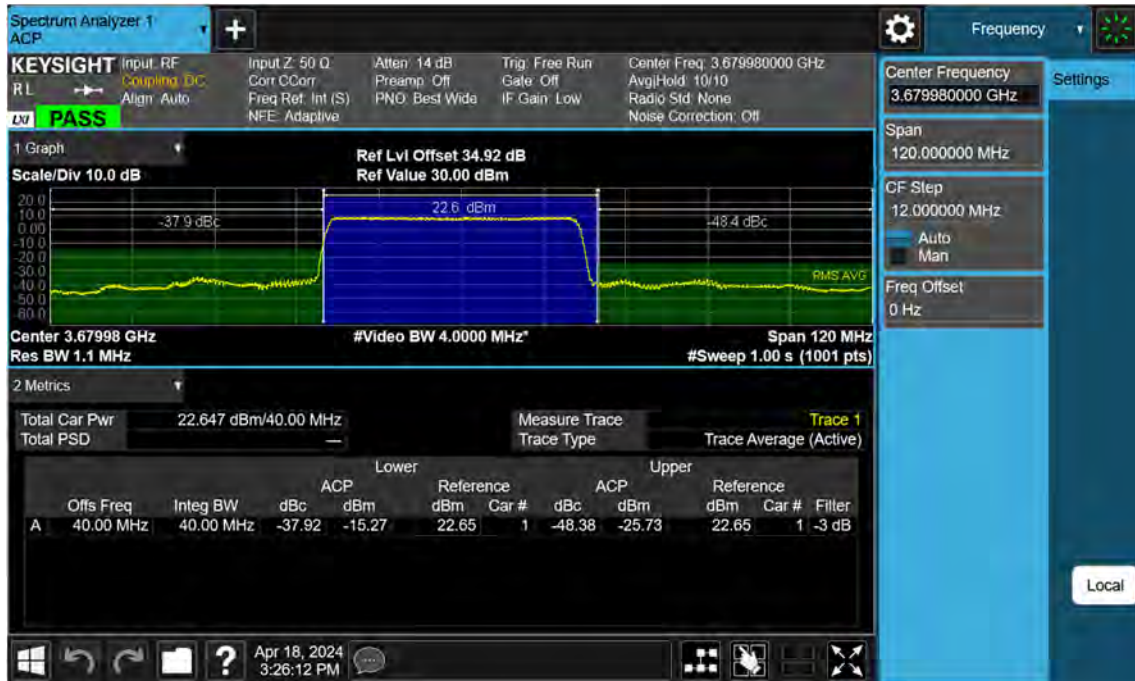 Spectrum Analyzer 1
ACP
Frequency
KEYSIGHT
RL
LXI PASS
Input: RF
Coupling: DC
Align: Auto
Input Z: 50 Ω
Corr CCorr
Freq Ref: Int (S)
NFE: Adaptive
Atten: 14 dB
Preamp: Off
PNO: Best Wide
Trig: Free Run
Gate: Off
IF Gain: Low
Center Freq: 3.679980000 GHz
Avg|Hold: 10/10
Radio Std: None
Noise Correction: Off
Center Frequency
3.679980000 GHz
Settings
Span
120.000000 MHz
CF Step
12.000000 MHz
Auto
Man
Freq Offset
0 Hz
1 Graph
Scale/Div 10.0 dB
Ref Lvl Offset 34.92 dB
Ref Value 30.00 dBm
20.0
10.0
0.00
-10.0
-20.0
-30.0
-40.0
-50.0
-60.0
-37.9 dBc
22.6 dBm
-48.4 dBc
RMS AVG
Center 3.67998 GHz
#Video BW 4.0000 MHz*
Span 120 MHz
Res BW 1.1 MHz
#Sweep 1.00 s (1001 pts)
2 Metrics
Total Car Pwr 22.647 dBm/40.00 MHz
Total PSD —
Measure Trace Trace 1
Trace Type Trace Average (Active)
Lower Upper
ACP Reference ACP Reference
Offs Freq Integ BW dBc dBm dBm Car # dBc dBm dBm Car # Filter
A 40.00 MHz 40.00 MHz -37.92 -15.27 22.65 1 -48.38 -25.73 22.65 1 -3 dB
Local
?
Apr 18, 2024
3:26:12 PM